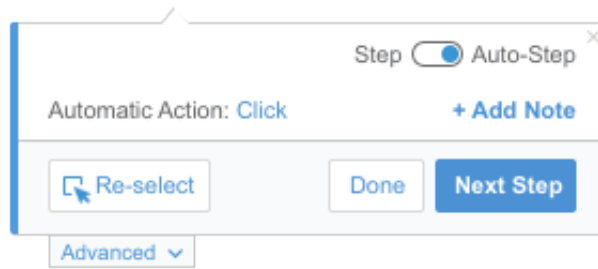 Step Auto-Step
Automatic Action: Click + Add Note
Re-select Done Next Step
Advanced